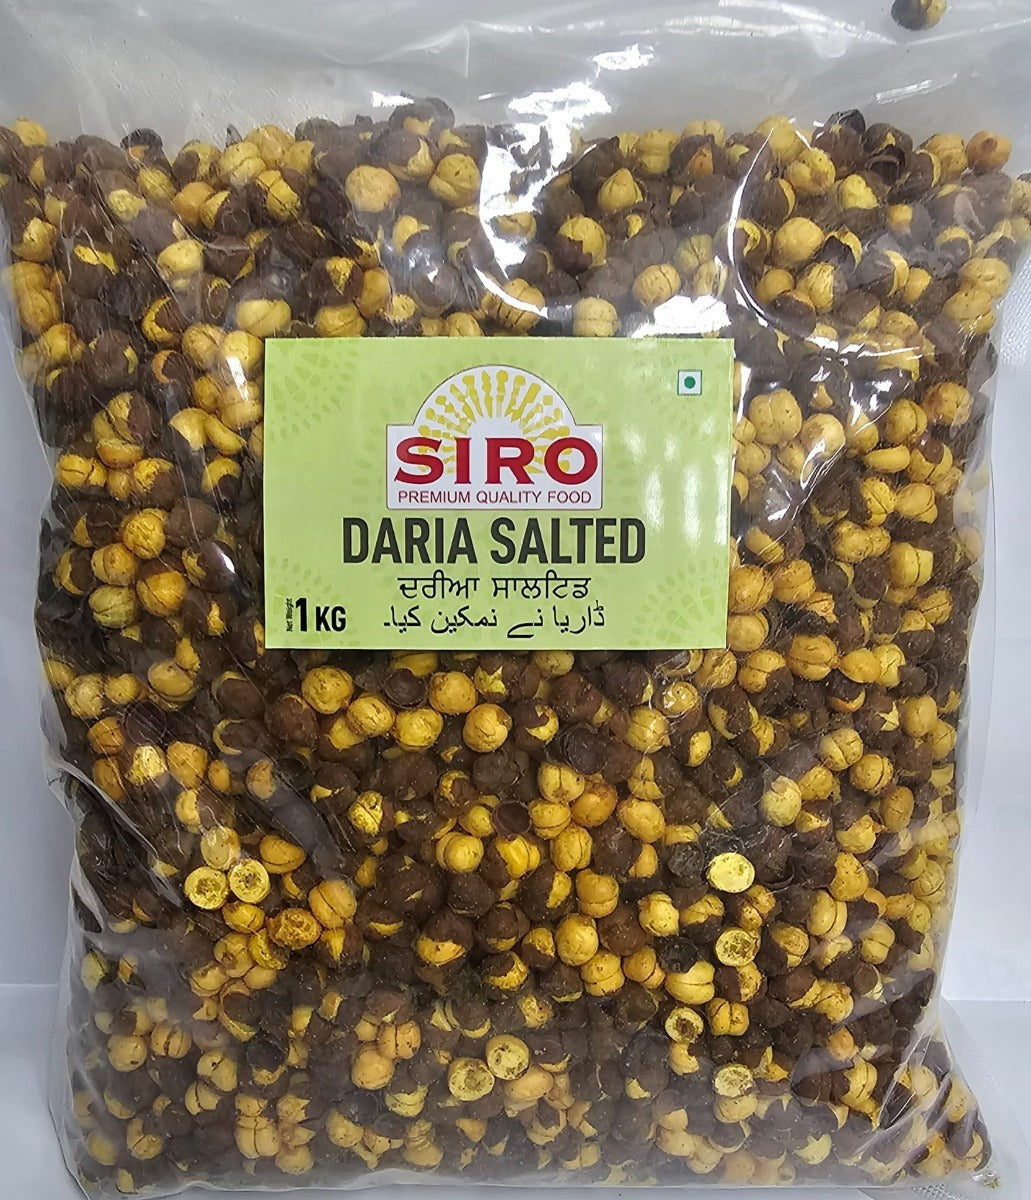 SIRO
PREMIUM QUALITY FOOD
DARIA SALTED
ਦਰੀਆ ਸਾਲਟਿਡ
ڈاریا نے نمکین کیا۔
Net Weight
1 KG